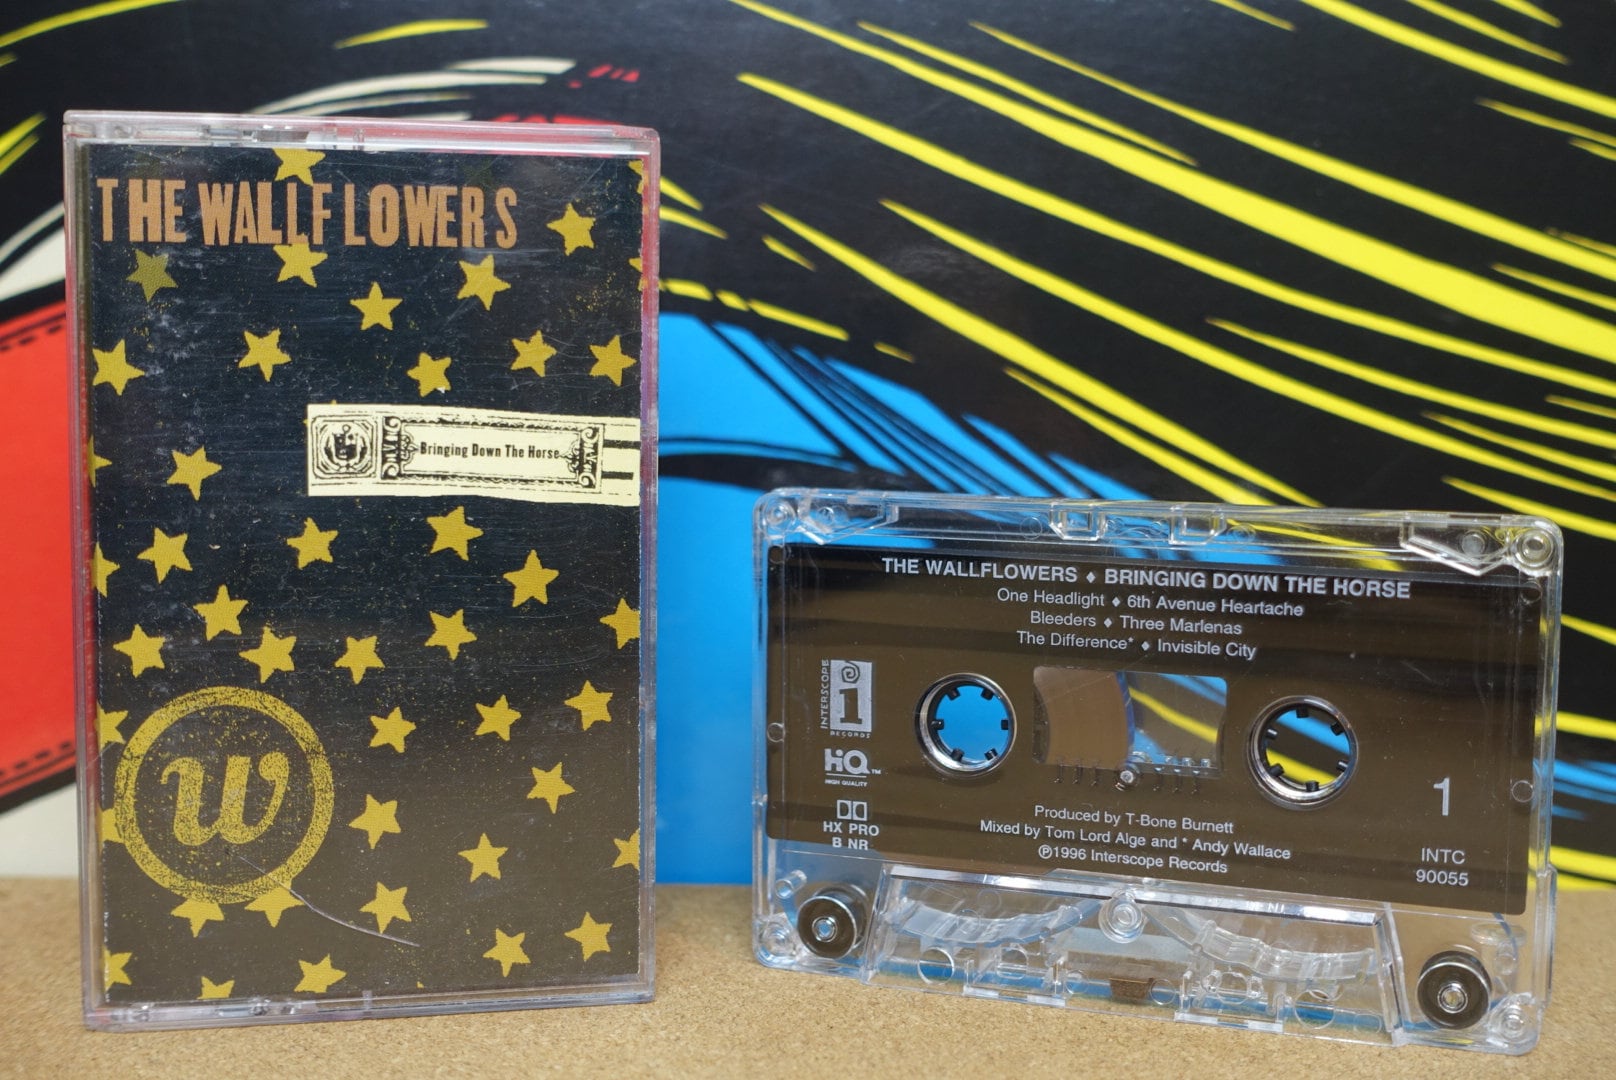 THE WALLFLOWERS
Bringing Down The Horse
w
THE WALLFLOWERS ♦ BRINGING DOWN THE HORSE
One Headlight ♦ 6th Avenue Heartache
Bleeders ♦ Three Marlenas
The Difference* ♦ Invisible City
INTERSCOPE
1
RECORDS
HiQ™
HIGH QUALITY
HX PRO
B NR
1
Produced by T-Bone Burnett
Mixed by Tom Lord Alge and * Andy Wallace
℗1996 Interscope Records
INTC
90055